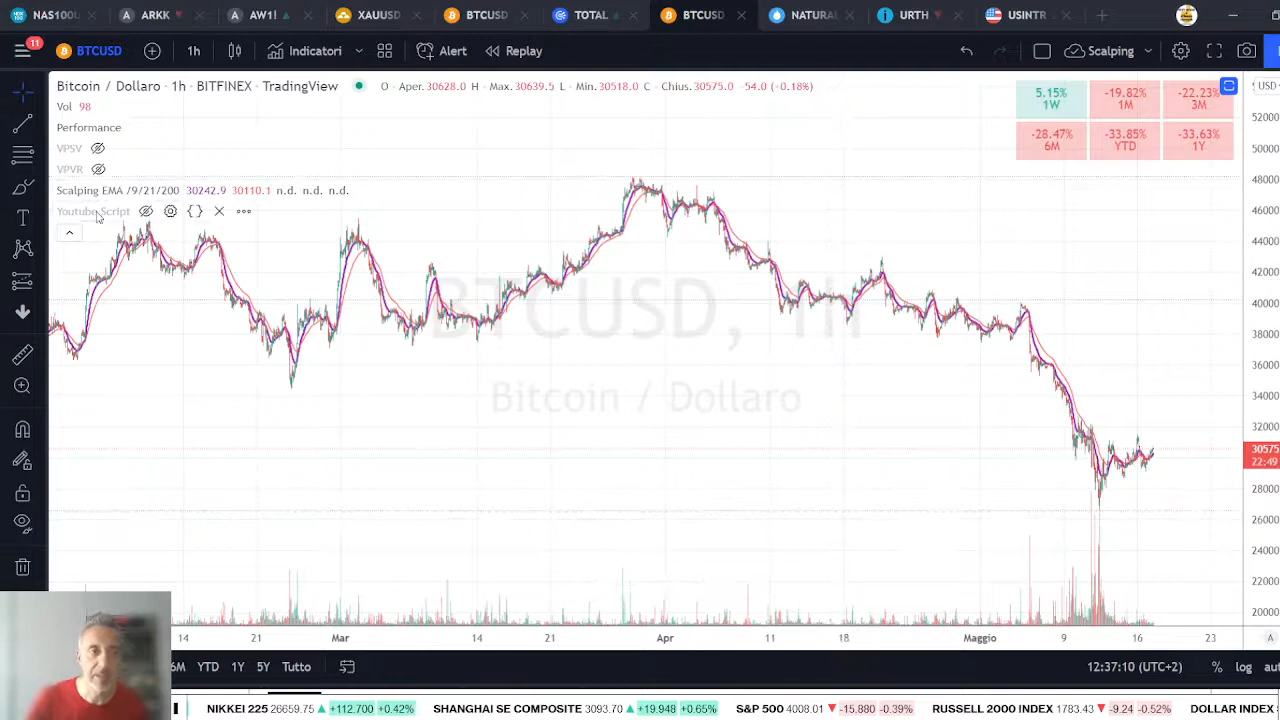 NAS100 ARKK AW1! XAUUSD BTCUSD TOTAL BTCUSD NATURAL URTH USINTR
11 BTCUSD 1h Indicatori Alert Replay Scalping
Bitcoin / Dollaro · 1h · BITFINEX · TradingView O Aper. 30628.0 H Max. 30639.5 L Min. 30518.0 C Chius. 30575.0 -54.0 (-0.18%)
USD
Vol 98
Performance
VPSV
VPVR
Scalping EMA /9/21/200 30242.9 30110.1 n.d. n.d. n.d.
Youtube Script
5.15% -19.82% -22.23%
1W 1M 3M
-28.47% -33.85% -33.63%
6M YTD 1Y
52000
50000
48000
46000
44000
42000
40000
38000
36000
34000
32000
30575
22:49
28000
26000
24000
22000
20000
BTCUSD, 1h
Bitcoin / Dollaro
14 21 Mar 14 21 Apr 11 18 Maggio 9 16 23 A
6M YTD 1Y 5Y Tutto 12:37:10 (UTC+2) % log
NIKKEI 225 26659.75 +112.700 +0.42% SHANGHAI SE COMPOSITE 3093.70 +19.948 +0.65% S&P 500 4008.01 -15.880 -0.39% RUSSELL 2000 INDEX 1783.43 -9.24 -0.52% DOLLAR INDEX